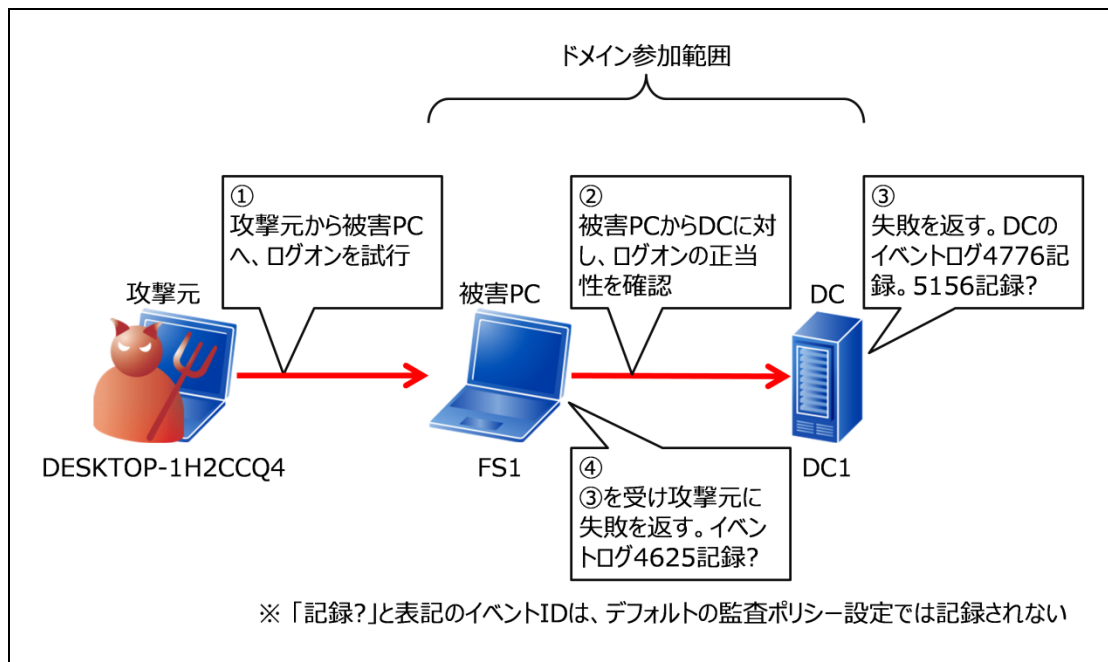 ドメイン参加範囲
①
攻撃元から被害PC
へ、ログオンを試行
②
被害PCからDCに対
し、ログオンの正当
性を確認
③
失敗を返す。DCの
イベントログ4776記
録。5156記録?
攻撃元
被害PC
DC
DESKTOP-1H2CCQ4
FS1
DC1
④
③を受け攻撃元に
失敗を返す。イベン
トログ4625記録?
※ 「記録?」と表記のイベントIDは、デフォルトの監査ポリシー設定では記録されない